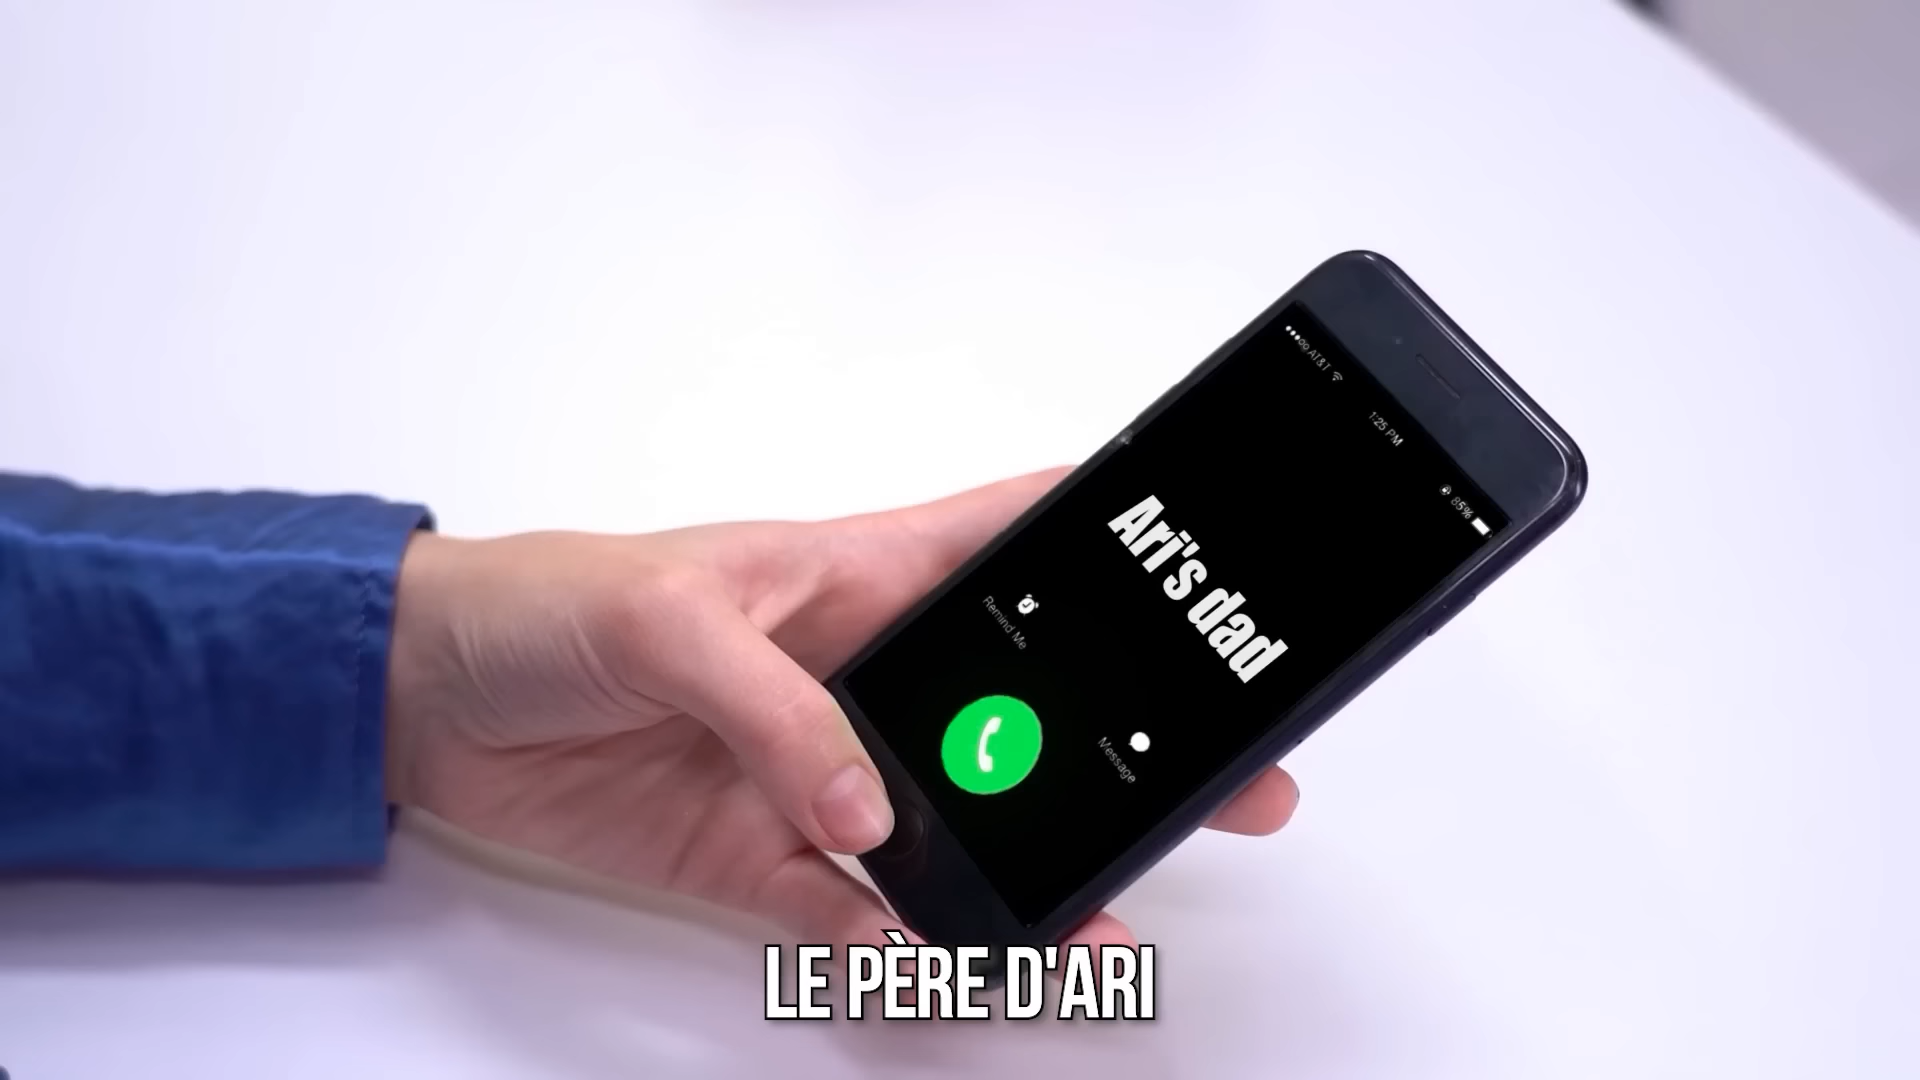 ●●●○○ AT&T
1:25 PM
85%
Ari's dad
Remind Me
Message
LE PÈRE D'ARI